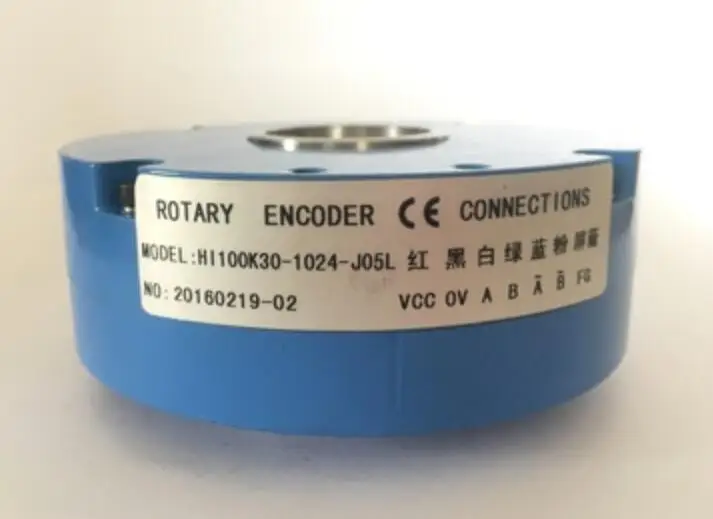 ROTARY ENCODER CE CONNECTIONS
MODEL:HI100K30-1024-J05L 红 黑 白 绿 蓝 粉 屏蔽
NO:20160219-02 VCC 0V A B Ā B̄ FG